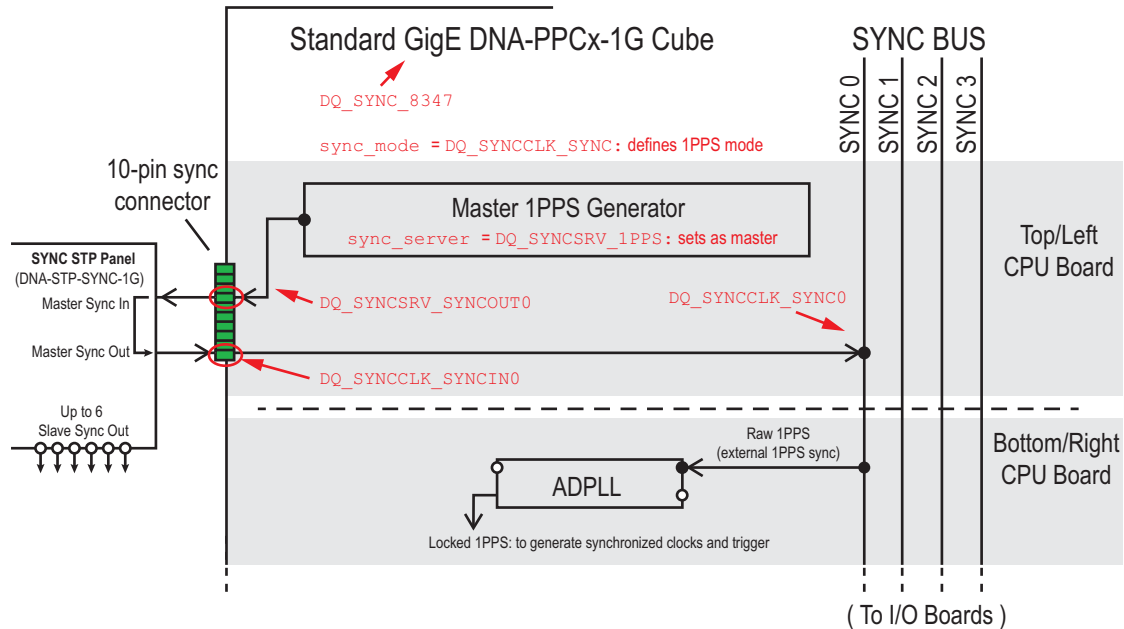 Standard GigE DNA-PPCx-1G Cube
SYNC BUS
DQ_SYNC_8347
SYNC 0
SYNC 1
SYNC 2
SYNC 3
sync_mode = DQ_SYNCCLK_SYNC: defines 1PPS mode
10-pin sync
connector
Master 1PPS Generator
sync_server = DQ_SYNCSRV_1PPS: sets as master
Top/Left
CPU Board
SYNC STP Panel
(DNA-STP-SYNC-1G)
Master Sync In
DQ_SYNCSRV_SYNCOUT0
DQ_SYNCCLK_SYNC0
Master Sync Out
DQ_SYNCCLK_SYNCIN0
Up to 6
Slave Sync Out
Raw 1PPS
(external 1PPS sync)
Bottom/Right
CPU Board
ADPLL
Locked 1PPS: to generate synchronized clocks and trigger
( To I/O Boards )